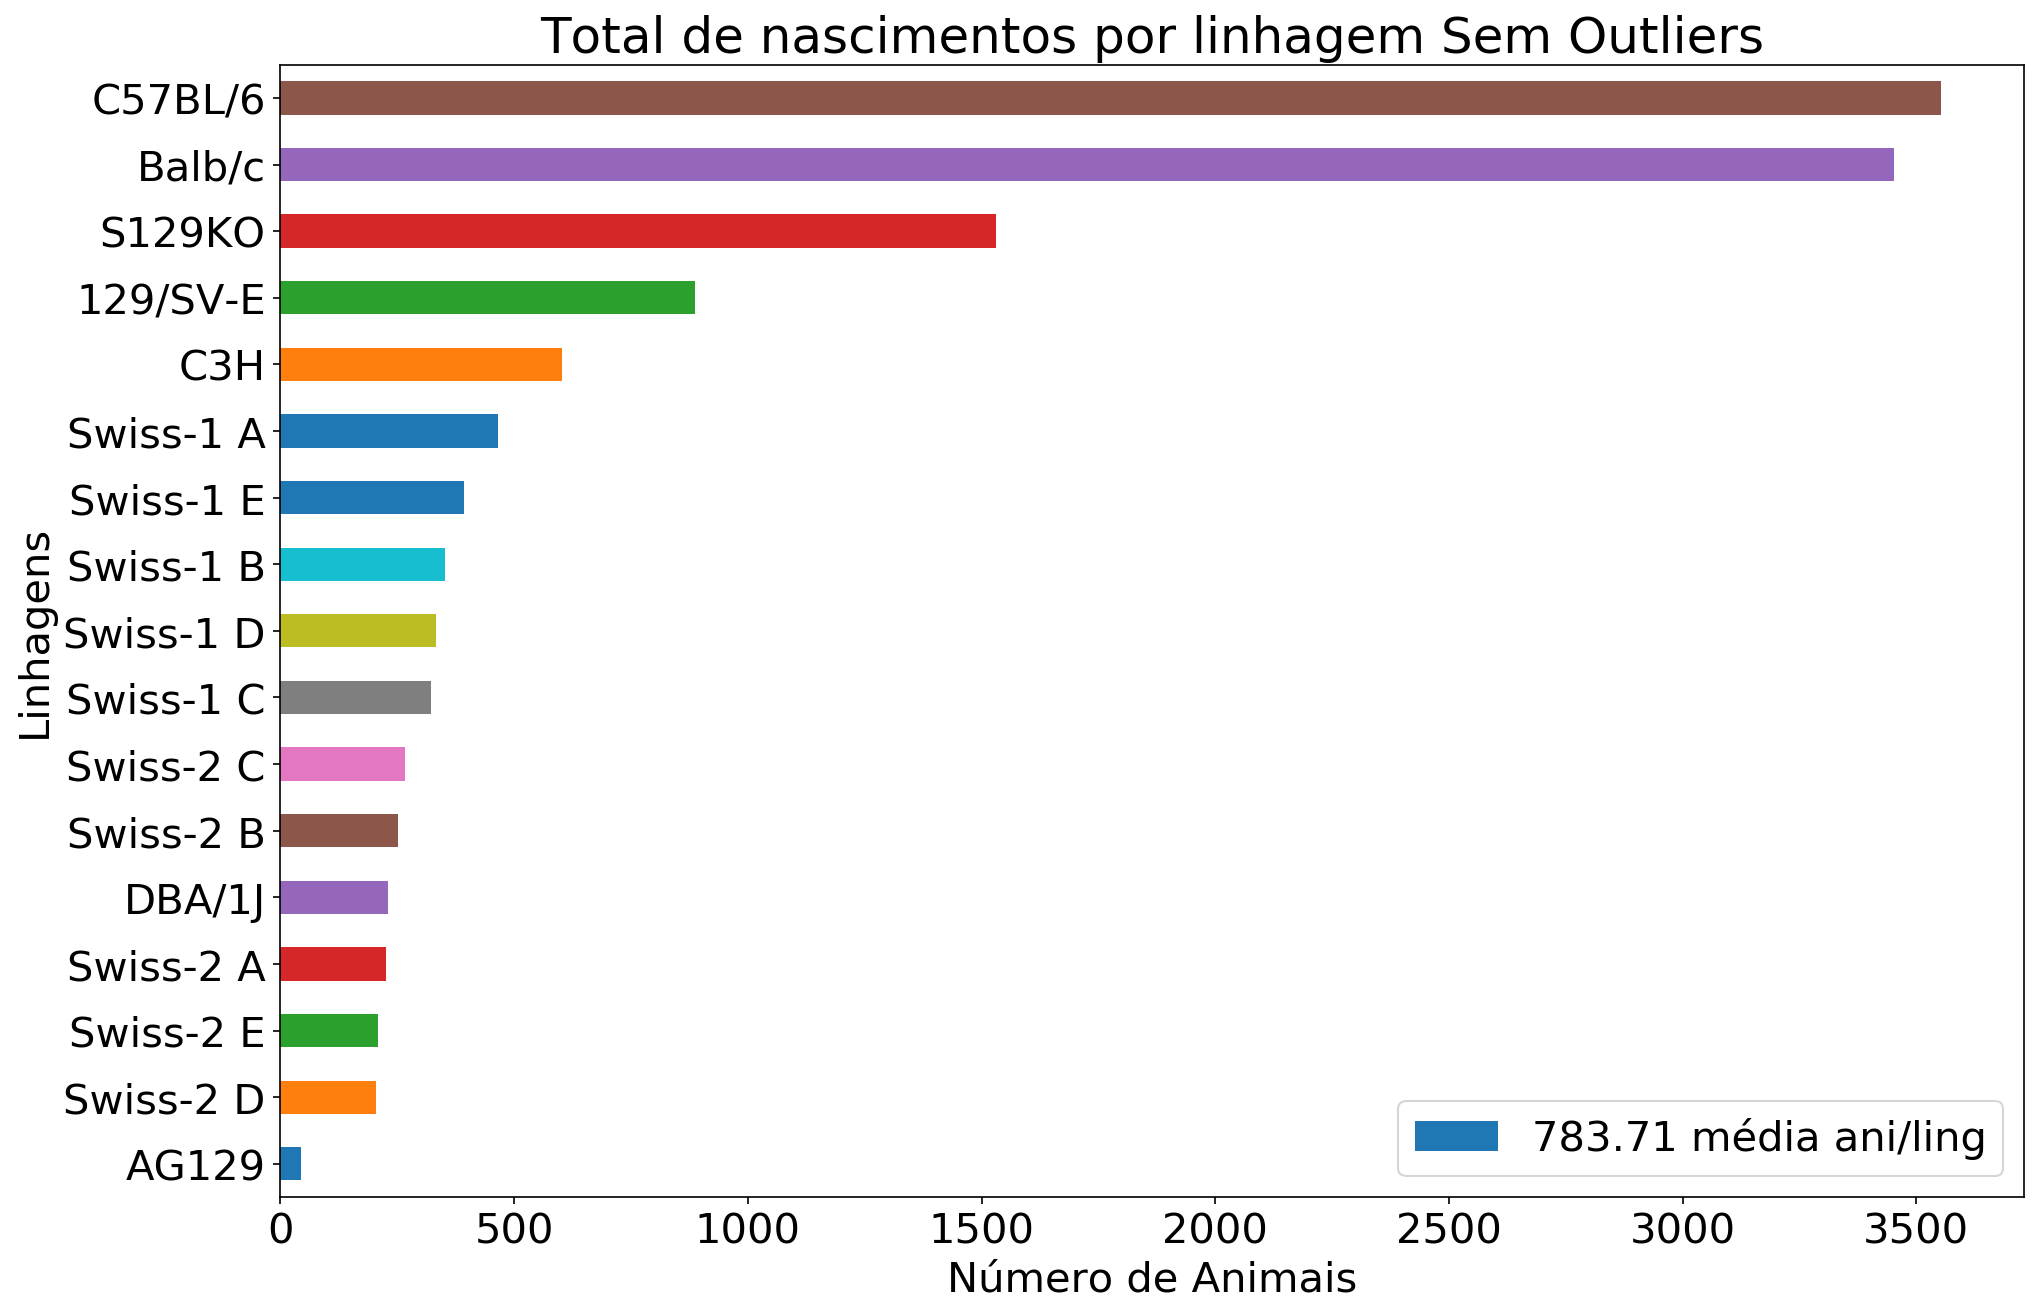 Total de nascimentos por linhagem Sem Outliers
C57BL/6
Balb/c
S129KO
129/SV-E
C3H
Swiss-1 A
Swiss-1 E
Swiss-1 B
Swiss-1 D
Swiss-1 C
Swiss-2 C
Swiss-2 B
DBA/1J
Swiss-2 A
Swiss-2 E
Swiss-2 D
AG129
Linhagens
783.71 média ani/ling
0 500 1000 1500 2000 2500 3000 3500
Número de Animais